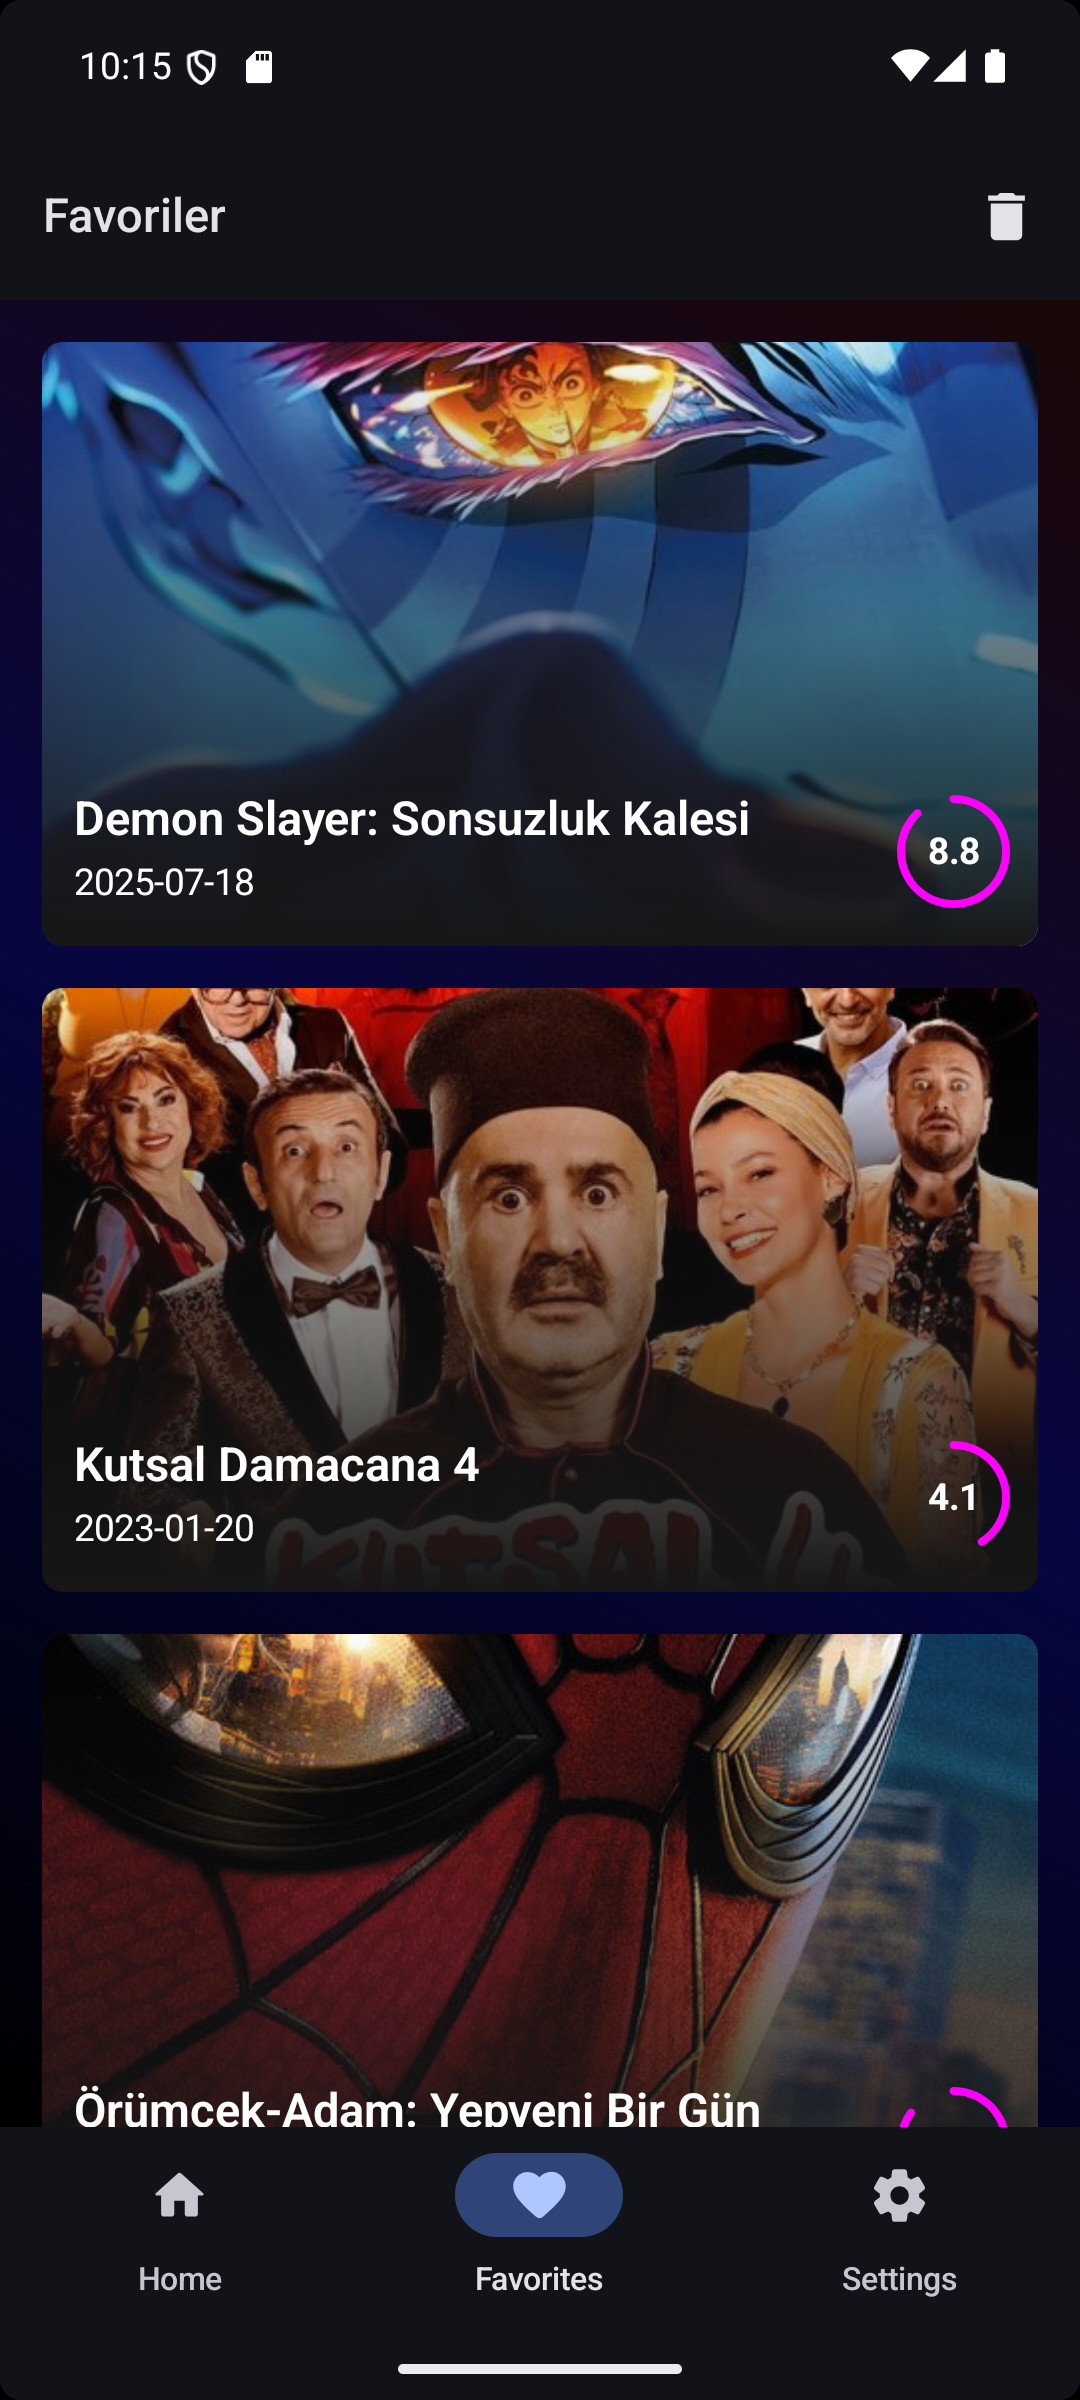 10:15
Favoriler
Demon Slayer: Sonsuzluk Kalesi
2025-07-18
8.8
Kutsal Damacana 4
2023-01-20
4.1
KUTSAL
Örümcek-Adam: Yepyeni Bir Gün
Home
Favorites
Settings